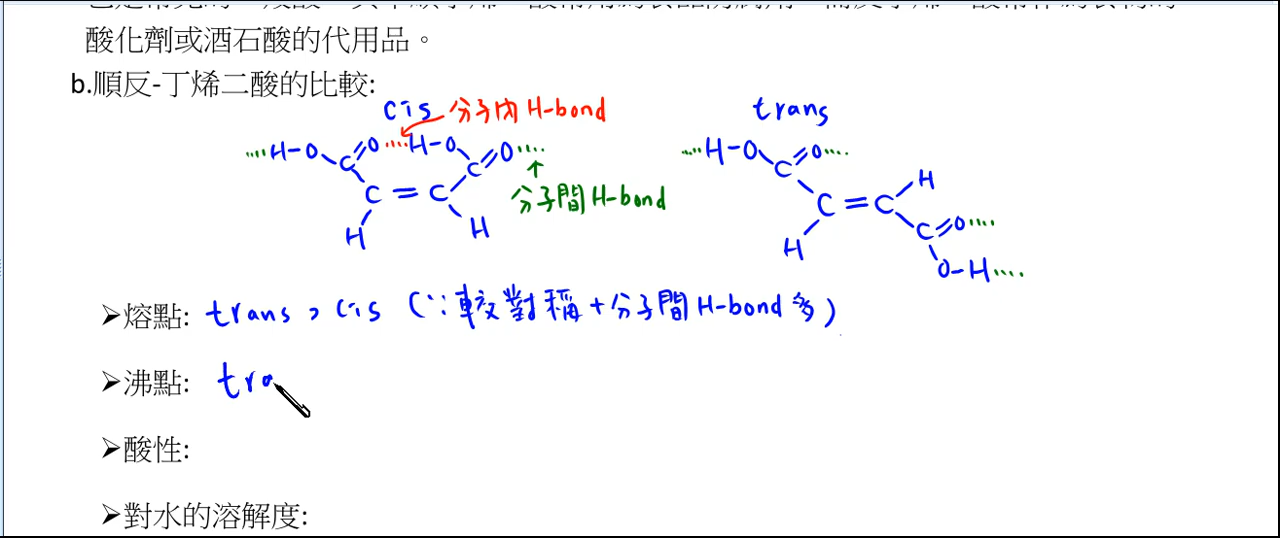 酸化劑或酒石酸的代用品。
b.順反-丁烯二酸的比較:
cis 分子內 H-bond trans
H-O C O H-O C O H-O C O
C = C 分子間 H-bond C = C H
H H H C O
O-H
➢熔點: trans > cis (∵較對稱+分子間 H-bond 多)
➢沸點: tra
➢酸性:
➢對水的溶解度: